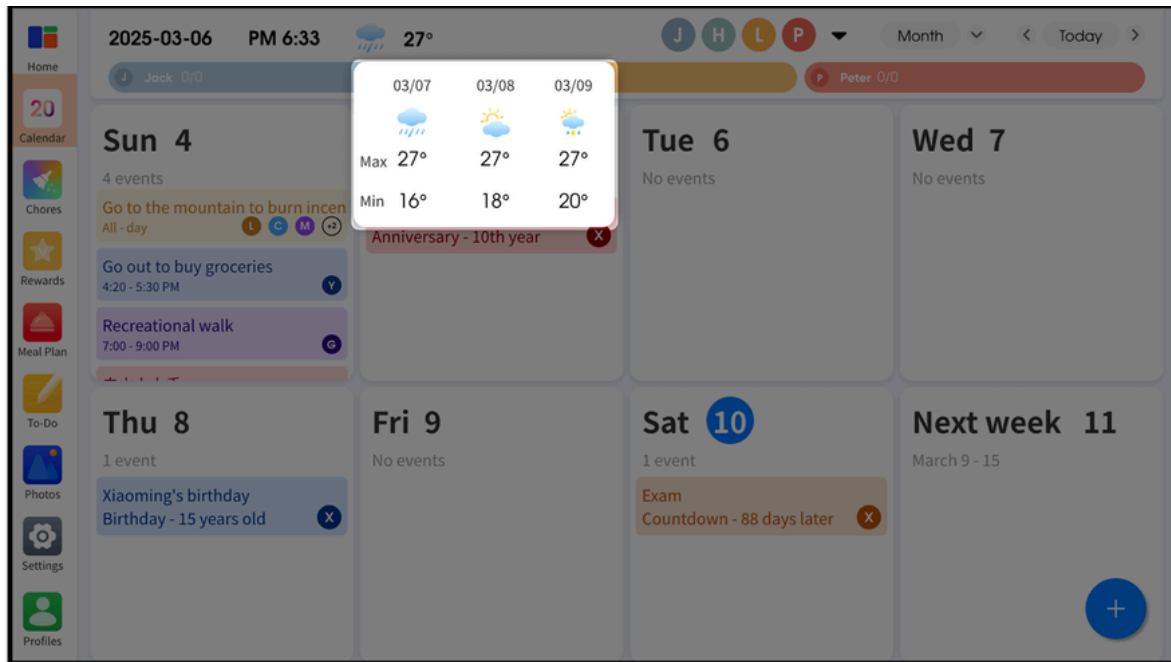 2025-03-06 PM 6:33 27°
J H L P
Month Today
Home
J Jack 0/0
P Peter 0/0
03/07 03/08 03/09
Max 27° 27° 27°
Min 16° 18° 20°
20
Calendar
Chores
Rewards
Meal Plan
To-Do
Photos
Settings
Profiles
Sun 4
4 events
Go to the mountain to burn incen
All - day L C M +2
Go out to buy groceries
4:20 - 5:30 PM Y
Recreational walk
7:00 - 9:00 PM G
Anniversary - 10th year X
Tue 6
No events
Wed 7
No events
Thu 8
1 event
Xiaoming's birthday
Birthday - 15 years old X
Fri 9
No events
Sat 10
1 event
Exam
Countdown - 88 days later X
Next week 11
March 9 - 15
+